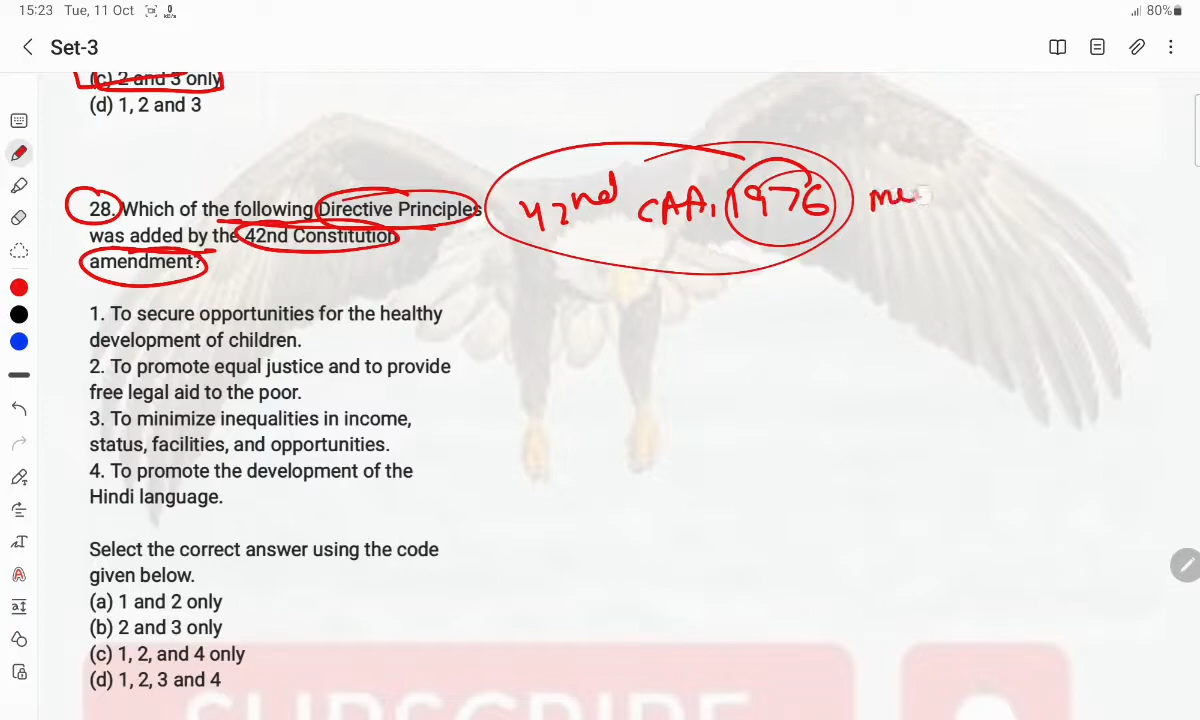 15:23 Tue, 11 Oct
80%
Set-3
(c) 2 and 3 only
(d) 1, 2 and 3
42nd CAA, 1976
28. Which of the following Directive Principles
was added by the 42nd Constitution
amendment?
1. To secure opportunities for the healthy
development of children.
2. To promote equal justice and to provide
free legal aid to the poor.
3. To minimize inequalities in income,
status, facilities, and opportunities.
4. To promote the development of the
Hindi language.
Select the correct answer using the code
given below.
(a) 1 and 2 only
(b) 2 and 3 only
(c) 1, 2, and 4 only
(d) 1, 2, 3 and 4
SUBSCRIBE